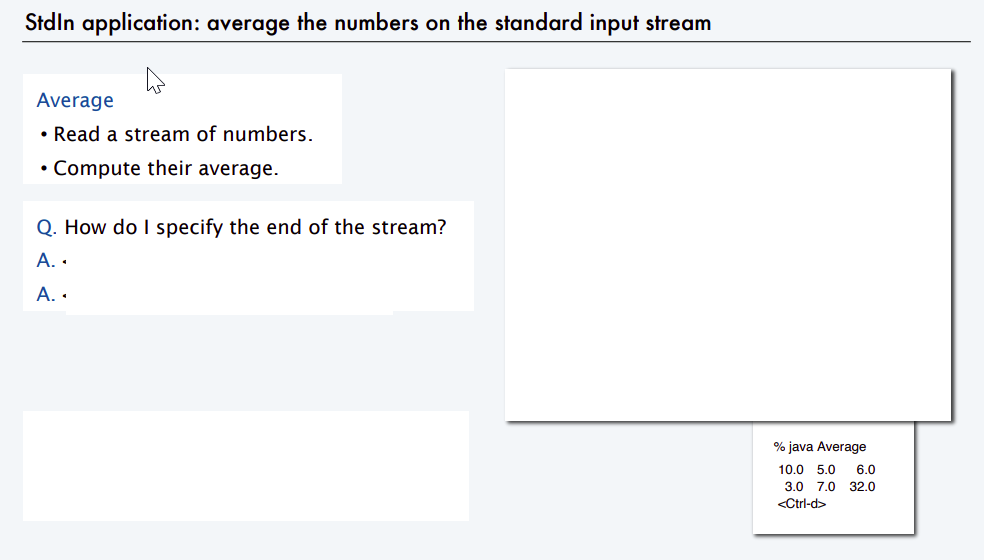 StdIn application: average the numbers on the standard input stream
Average
• Read a stream of numbers.
• Compute their average.
Q. How do I specify the end of the stream?
A.
A.
% java Average
10.0 5.0 6.0
3.0 7.0 32.0
<Ctrl-d>